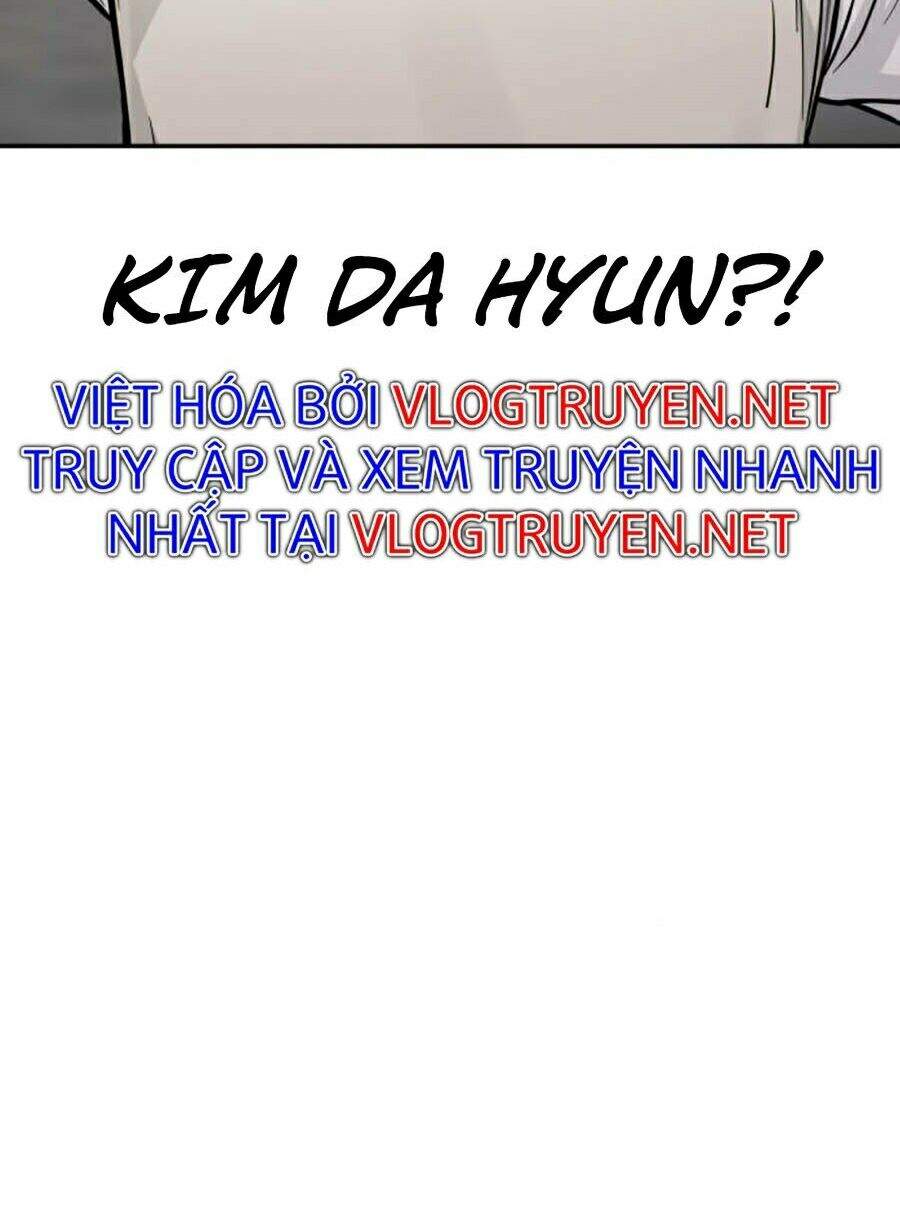 KIM DA HYUN?!
VIỆT HÓA BỞI VLOGTRUYEN.NET
TRUY CẬP VÀ XEM TRUYỆN NHANH
NHẤT TẠI VLOGTRUYEN.NET